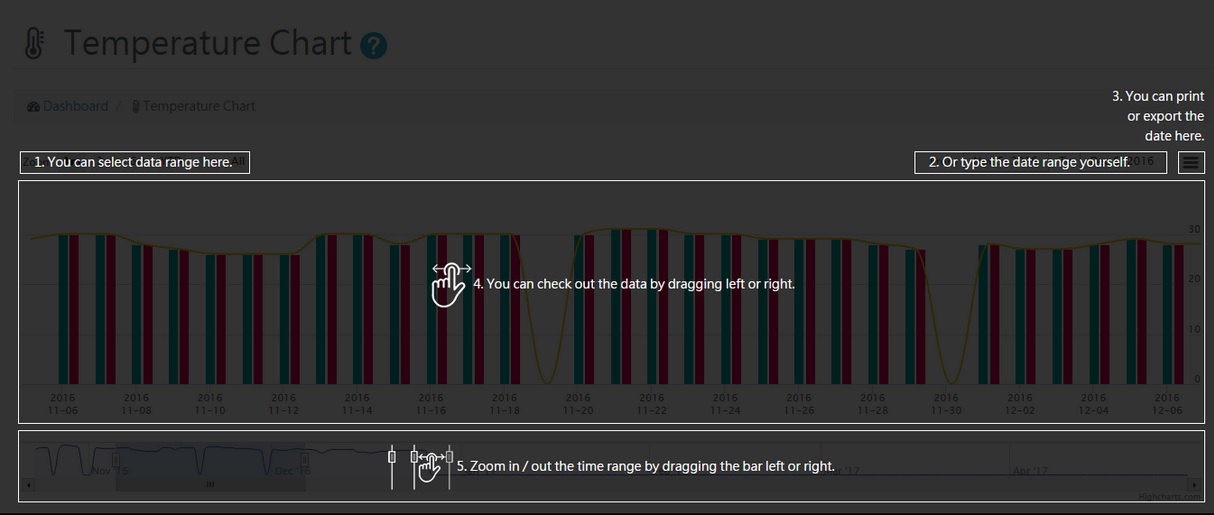 Temperature Chart ?
Dashboard / Temperature Chart
3. You can print
or export the
date here.
1. You can select data range here. All
2. Or type the date range yourself. 2016
30
20
10
0
4. You can check out the data by dragging left or right.
2016 2016 2016 2016 2016 2016 2016 2016 2016 2016 2016 2016 2016 2016 2016 2016
11-06 11-08 11-10 11-12 11-14 11-16 11-18 11-20 11-22 11-24 11-26 11-28 11-30 12-02 12-04 12-06
Nov '16 Dec '16 '17 Apr '17
5. Zoom in / out the time range by dragging the bar left or right.
Highcharts.com